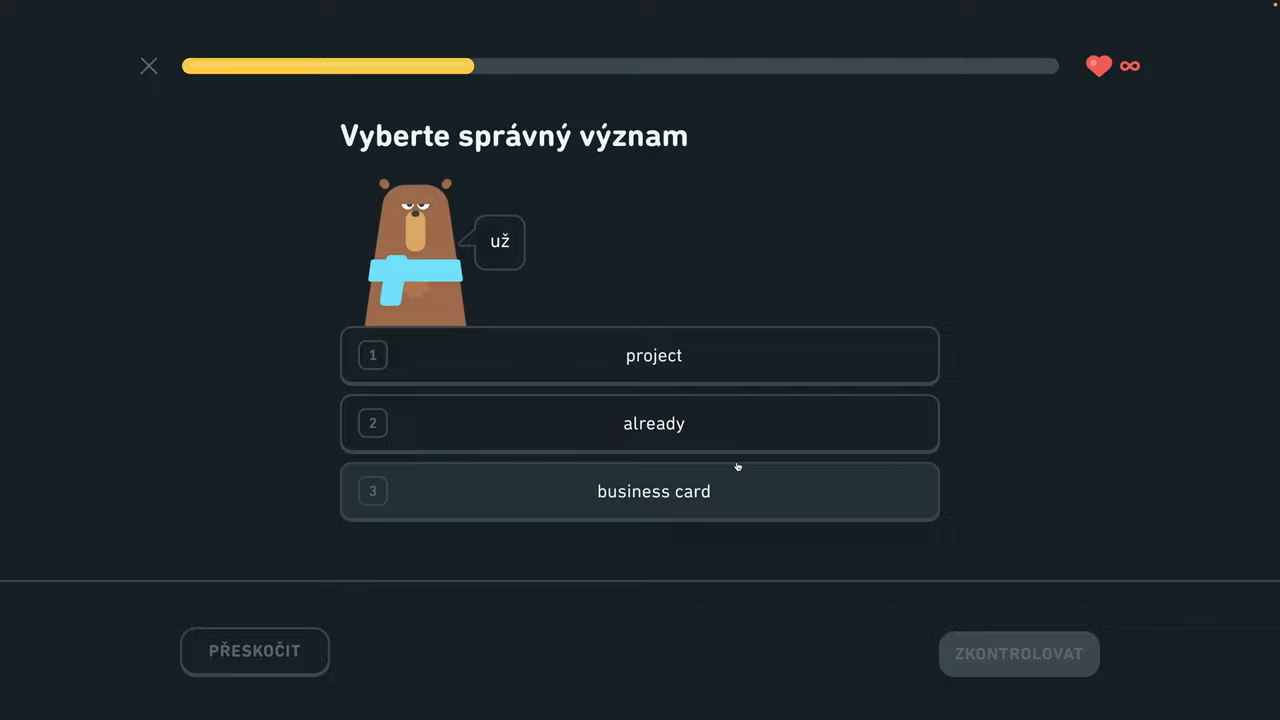 Vyberte správný význam
už
1 project
2 already
3 business card
PŘESKOČIT
ZKONTROLOVAT